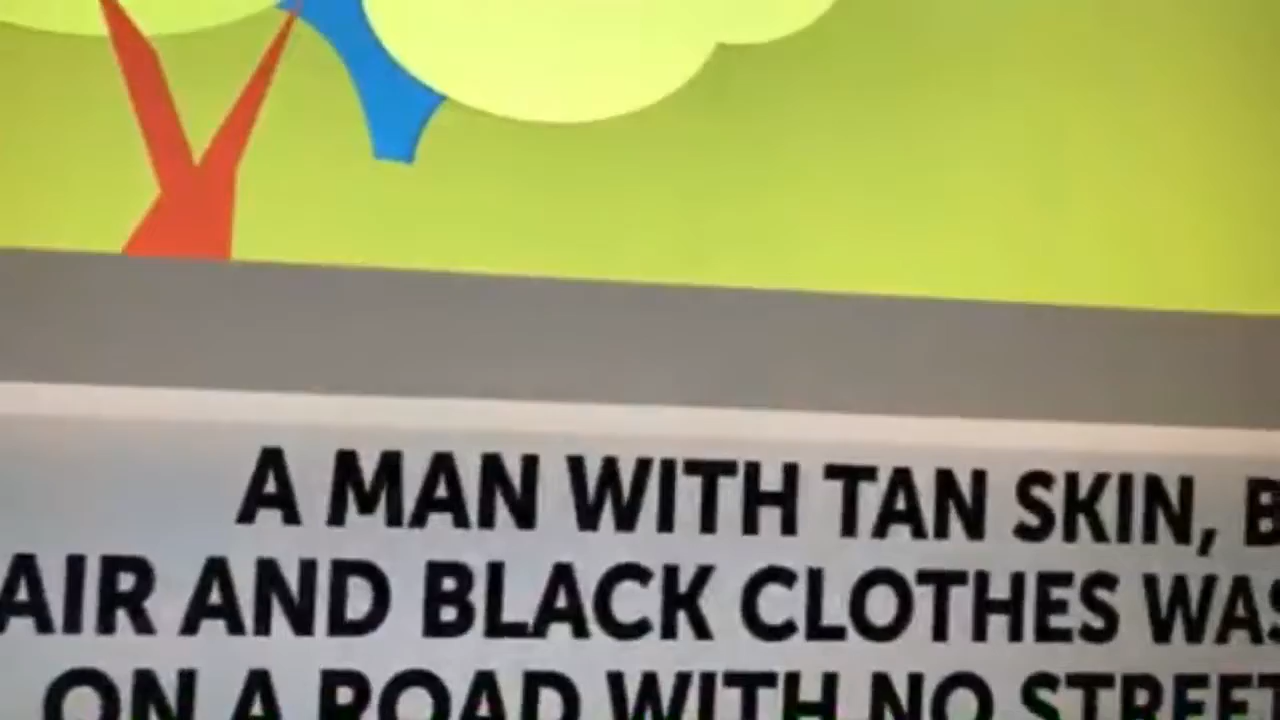 A MAN WITH TAN SKIN,
AIR AND BLACK CLOTHES WAS
ON A ROAD WITH NO STREET